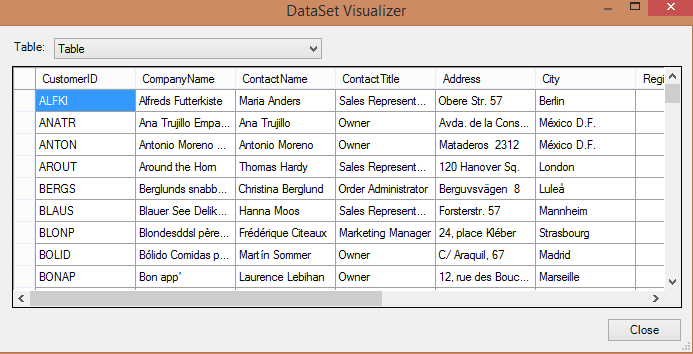 DataSet Visualizer
Table: Table
CustomerID CompanyName ContactName ContactTitle Address City Regi
ALFKI Alfreds Futterkiste Maria Anders Sales Represent... Obere Str. 57 Berlin
ANATR Ana Trujillo Empa... Ana Trujillo Owner Avda. de la Cons... México D.F.
ANTON Antonio Moreno ... Antonio Moreno Owner Mataderos 2312 México D.F.
AROUT Around the Horn Thomas Hardy Sales Represent... 120 Hanover Sq. London
BERGS Berglunds snabb... Christina Berglund Order Administrator Berguvsvägen 8 Luleå
BLAUS Blauer See Delik... Hanna Moos Sales Represent... Forsterstr. 57 Mannheim
BLONP Blondesddsl père... Frédérique Citeaux Marketing Manager 24, place Kléber Strasbourg
BOLID Bólido Comidas p... Martín Sommer Owner C/ Araquil, 67 Madrid
BONAP Bon app' Laurence Lebihan Owner 12, rue des Bouc... Marseille
Close